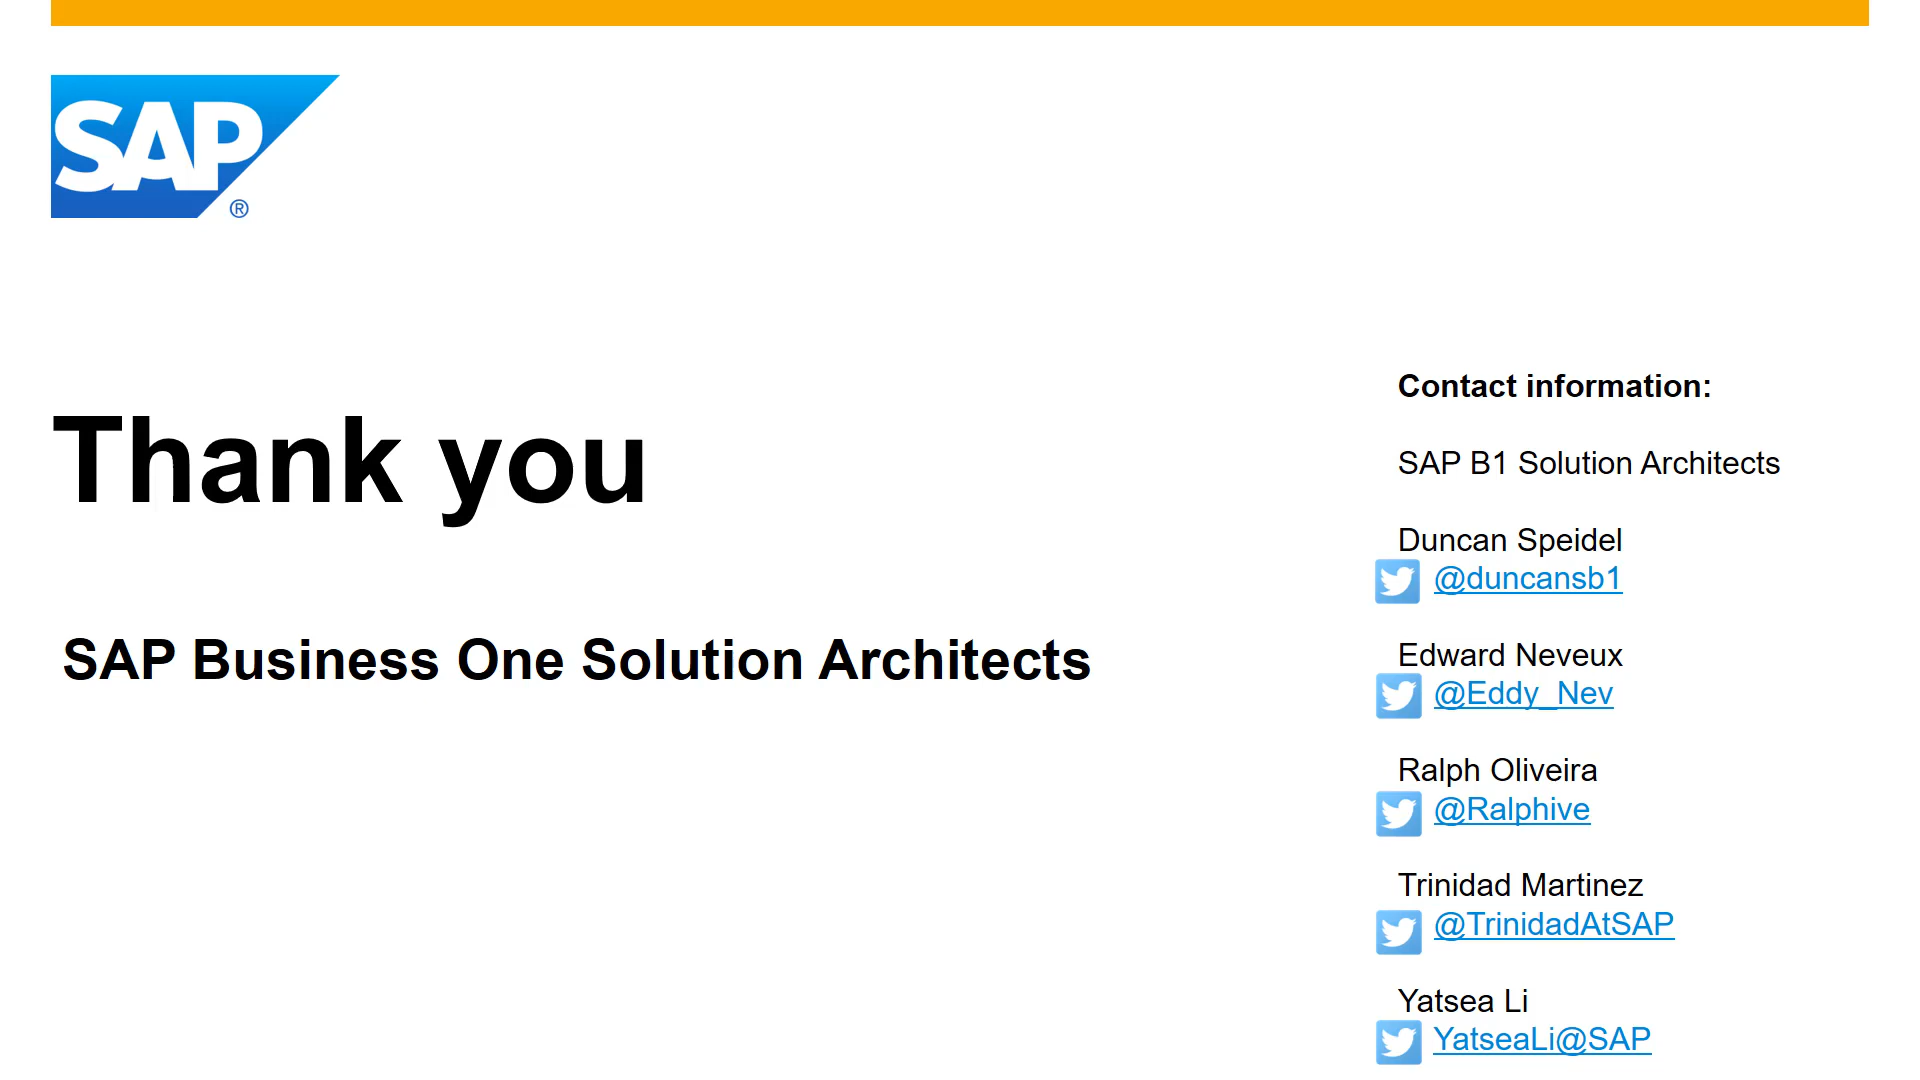 SAP
®
Thank you
SAP Business One Solution Architects
Contact information:
SAP B1 Solution Architects
Duncan Speidel
@duncansb1
Edward Neveux
@Eddy_Nev
Ralph Oliveira
@Ralphive
Trinidad Martinez
@TrinidadAtSAP
Yatsea Li
YatseaLi@SAP